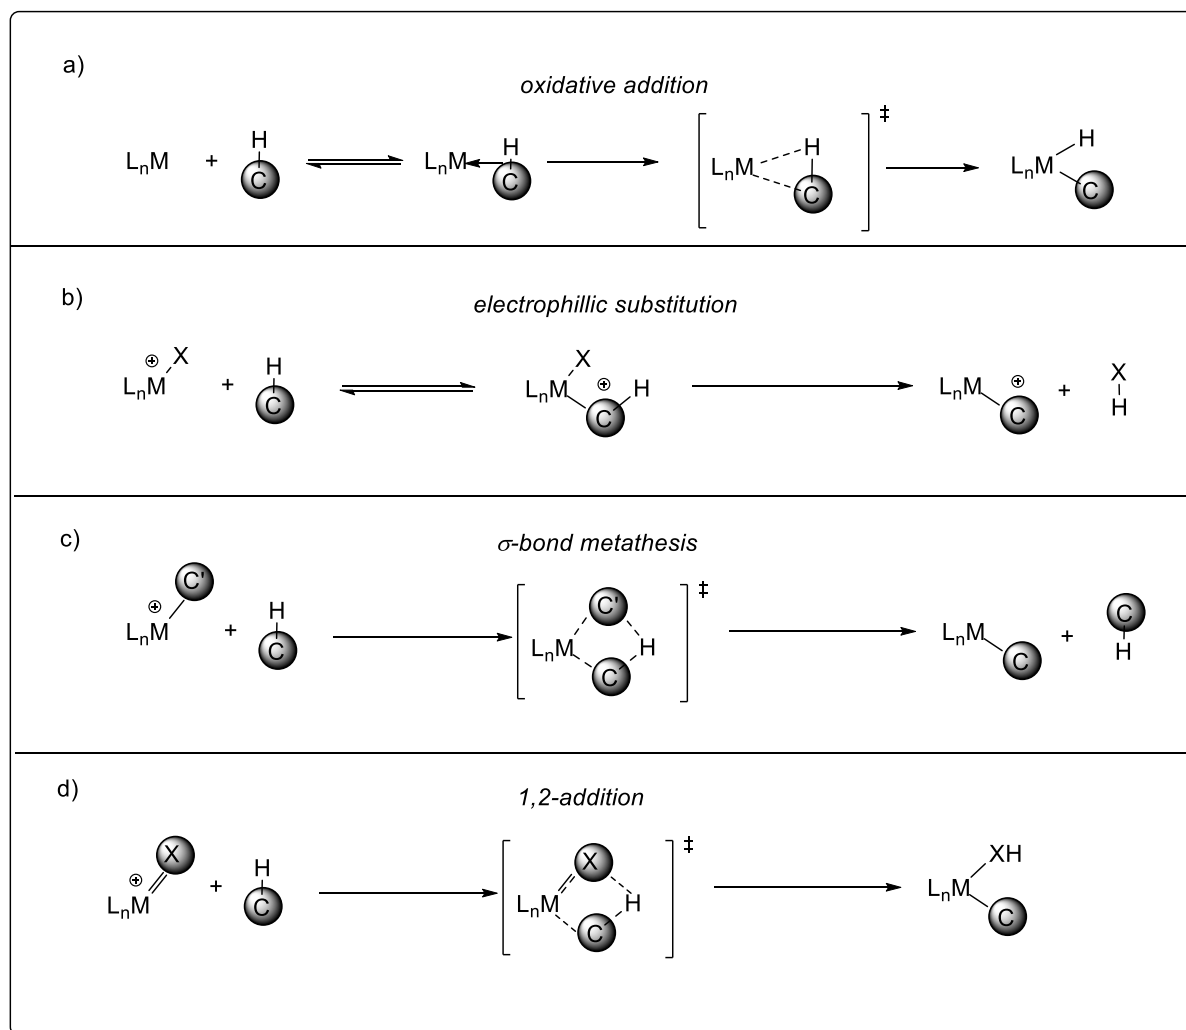 a)
oxidative addition
LnM + H C LnM H C LnM H C ‡ LnM H C
b)
electrophillic substitution
LnM ⊕ X + H C LnM X ⊕ C H LnM ⊕ C + X H
c)
σ-bond metathesis
LnM ⊕ C' + H C LnM C' H C ‡ LnM C + C H
d)
1,2-addition
LnM ⊕ X + H C LnM X H C ‡ LnM XH C